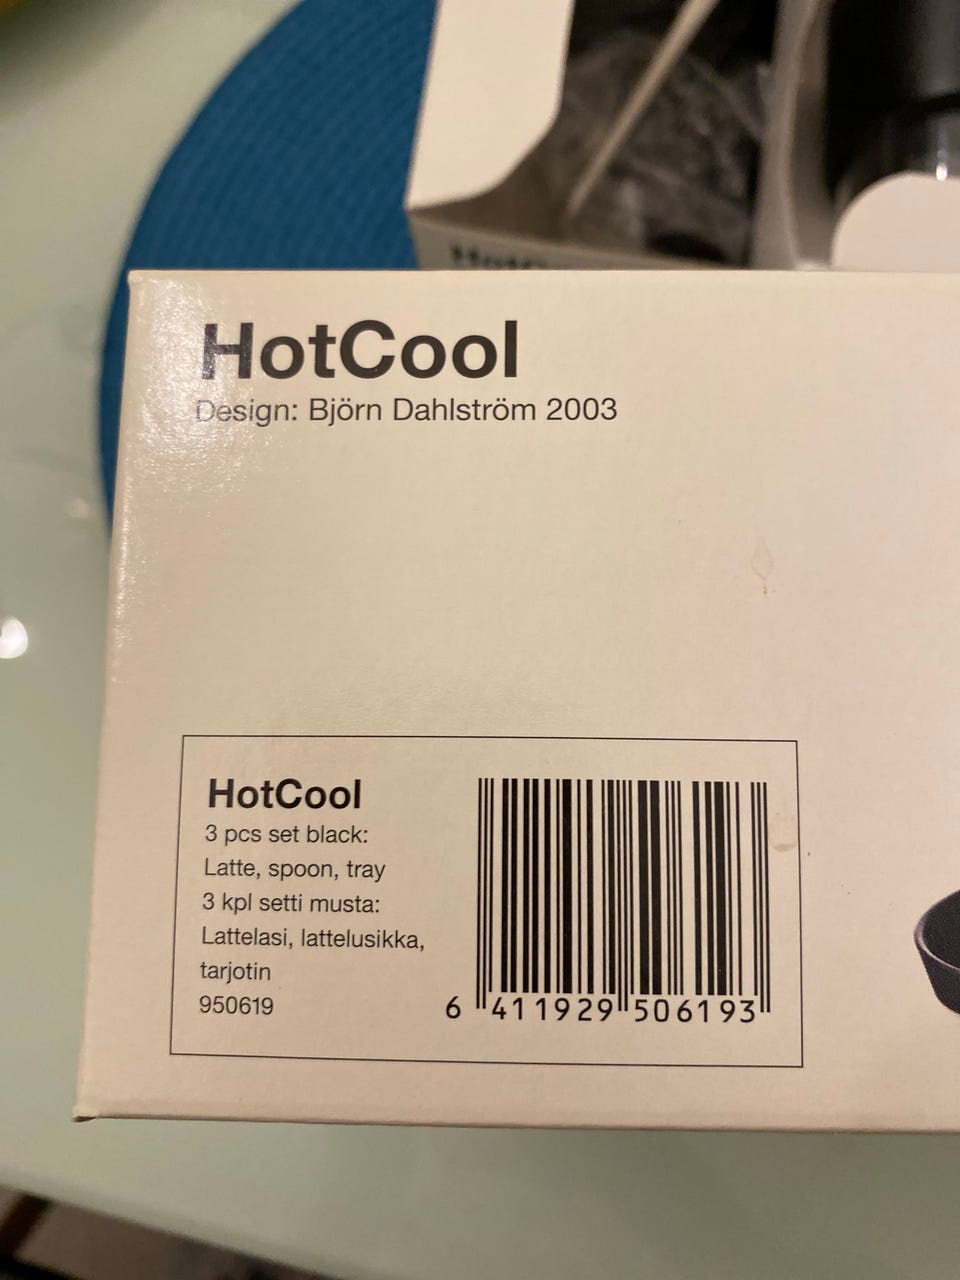 HotCool
Design: Björn Dahlström 2003
HotCool
3 pcs set black:
Latte, spoon, tray
3 kpl setti musta:
Lattelasi, lattelusikka,
tarjotin
950619
6 411929 506193